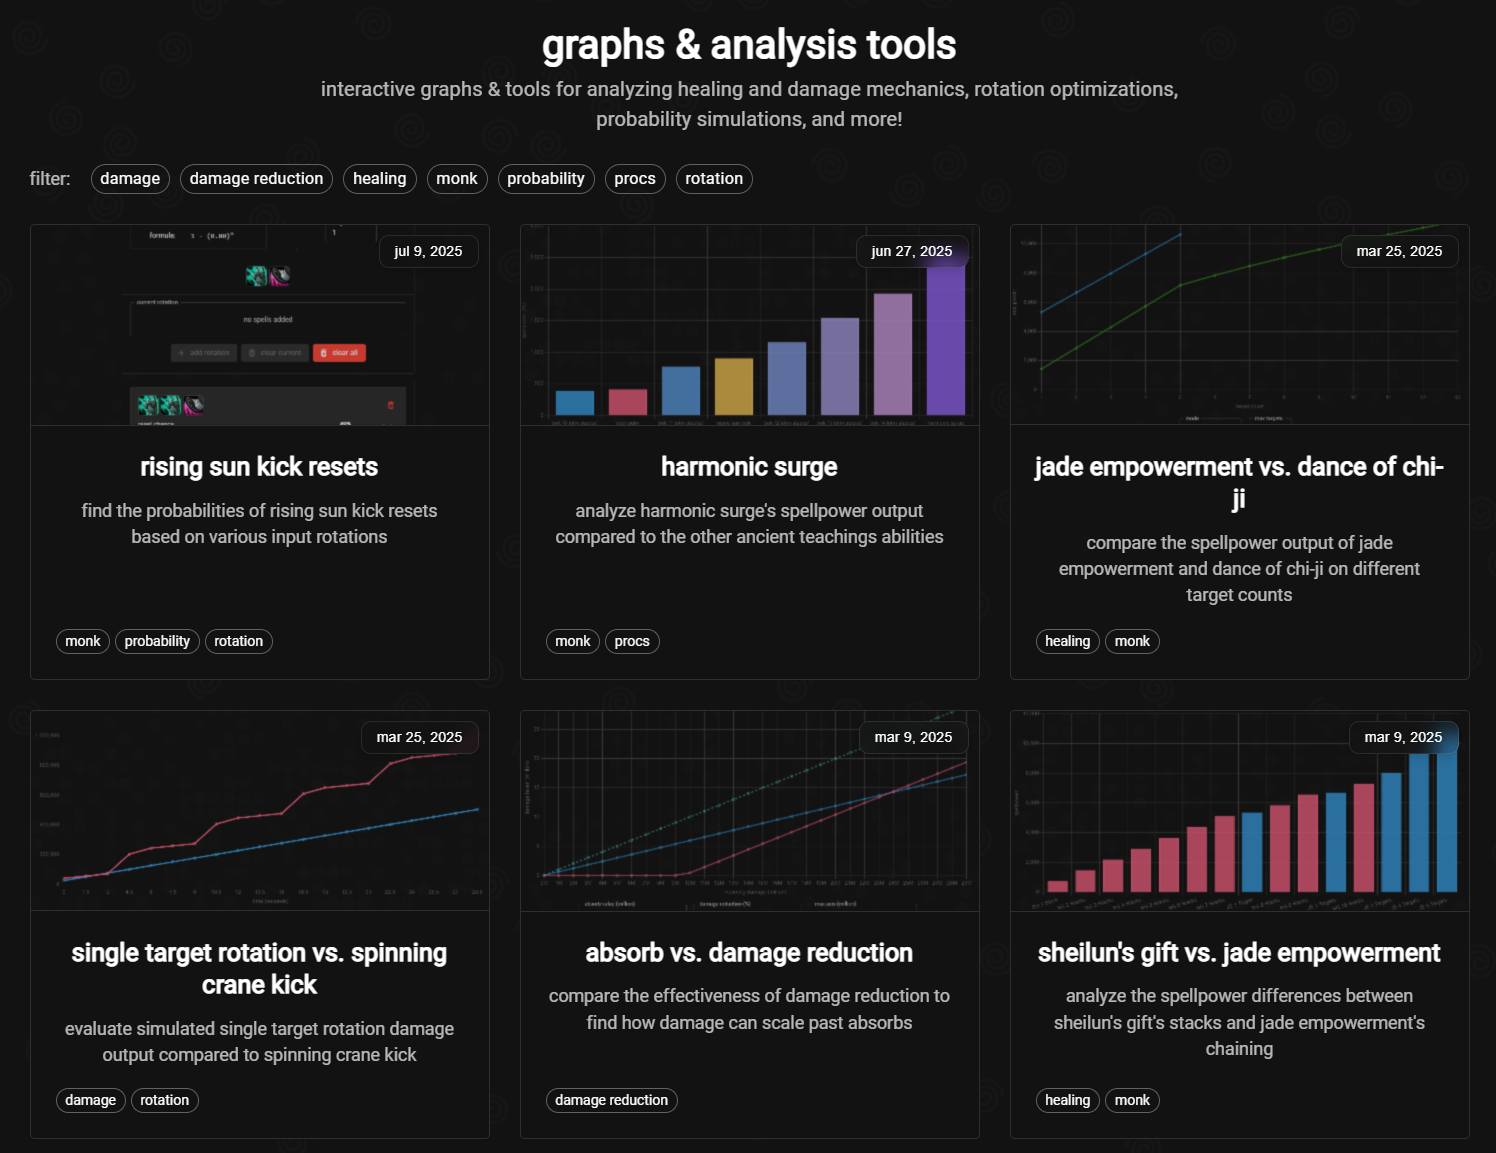 graphs & analysis tools
interactive graphs & tools for analyzing healing and damage mechanics, rotation optimizations,
probability simulations, and more!
filter:
damage
damage reduction
healing
monk
probability
procs
rotation
formula:
jul 9, 2025
current rotation
no spells added
add rotation
clear current
clear all
rising sun kick resets
find the probabilities of rising sun kick resets
based on various input rotations
monk
probability
rotation
jun 27, 2025
harmonic surge
analyze harmonic surge's spellpower output
compared to the other ancient teachings abilities
monk
procs
mar 25, 2025
jade empowerment vs. dance of chi-
ji
compare the spellpower output of jade
empowerment and dance of chi-ji on different
target counts
healing
monk
mar 25, 2025
time (seconds)
single target rotation vs. spinning
crane kick
evaluate simulated single target rotation damage
output compared to spinning crane kick
damage
rotation
mar 9, 2025
absorb vs. damage reduction
compare the effectiveness of damage reduction to
find how damage can scale past absorbs
damage reduction
mar 9, 2025
sheilun's gift vs. jade empowerment
analyze the spellpower differences between
sheilun's gift's stacks and jade empowerment's
chaining
healing
monk